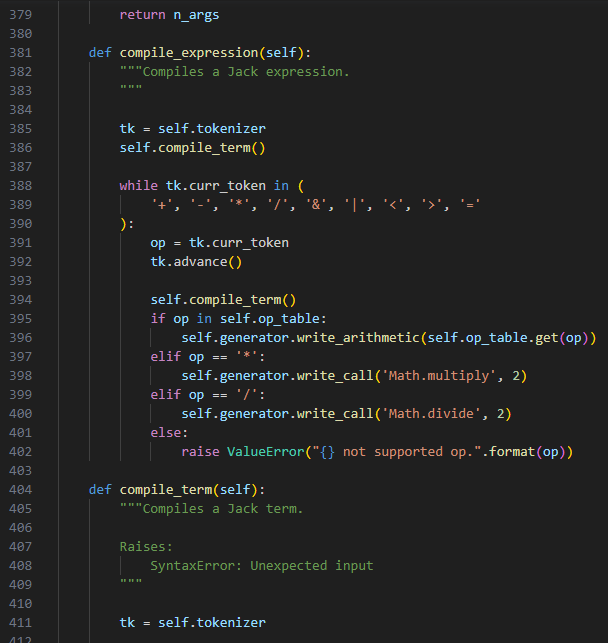 379         return n_args
380
381     def compile_expression(self):
382         """Compiles a Jack expression.
383         """
384
385         tk = self.tokenizer
386         self.compile_term()
387
388         while tk.curr_token in (
389             '+', '-', '*', '/', '&', '|', '<', '>', '='
390         ):
391             op = tk.curr_token
392             tk.advance()
393
394             self.compile_term()
395             if op in self.op_table:
396                 self.generator.write_arithmetic(self.op_table.get(op))
397             elif op == '*':
398                 self.generator.write_call('Math.multiply', 2)
399             elif op == '/':
400                 self.generator.write_call('Math.divide', 2)
401             else:
402                 raise ValueError("{} not supported op.".format(op))
403
404     def compile_term(self):
405         """Compiles a Jack term.
406
407         Raises:
408             SyntaxError: Unexpected input
409         """
410
411         tk = self.tokenizer
412